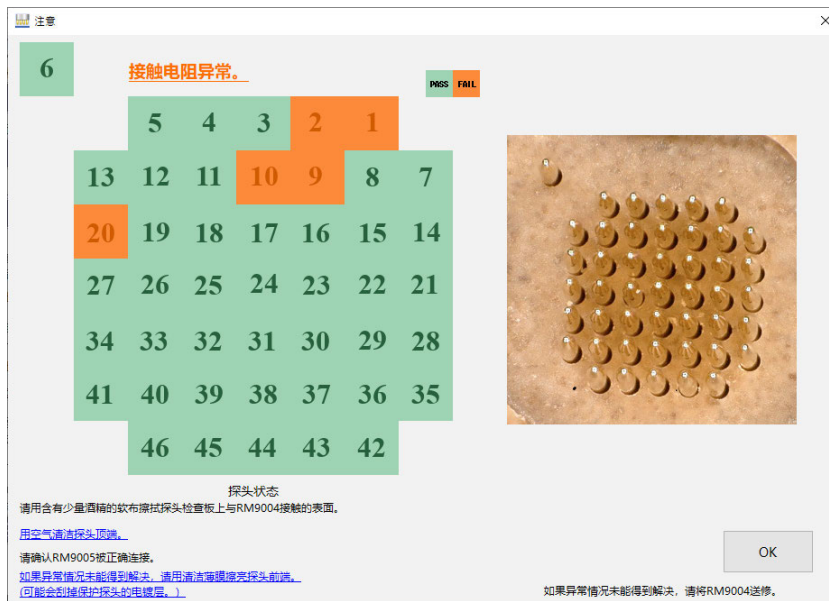 注意
6
接触电阻异常。
PASS FAIL
5 4 3 2 1
13 12 11 10 9 8 7
20 19 18 17 16 15 14
27 26 25 24 23 22 21
34 33 32 31 30 29 28
41 40 39 38 37 36 35
46 45 44 43 42
探头状态
请用含有少量酒精的软布擦拭探头检查板上与RM9004接触的表面。
用空气清洁探头顶端。
请确认RM9005被正确连接。
OK
如果异常情况未能得到解决，请用清洁薄膜擦亮探头前端。
(可能会刮掉保护探头的电镀层。)
如果异常情况未能得到解决，请将RM9004送修。